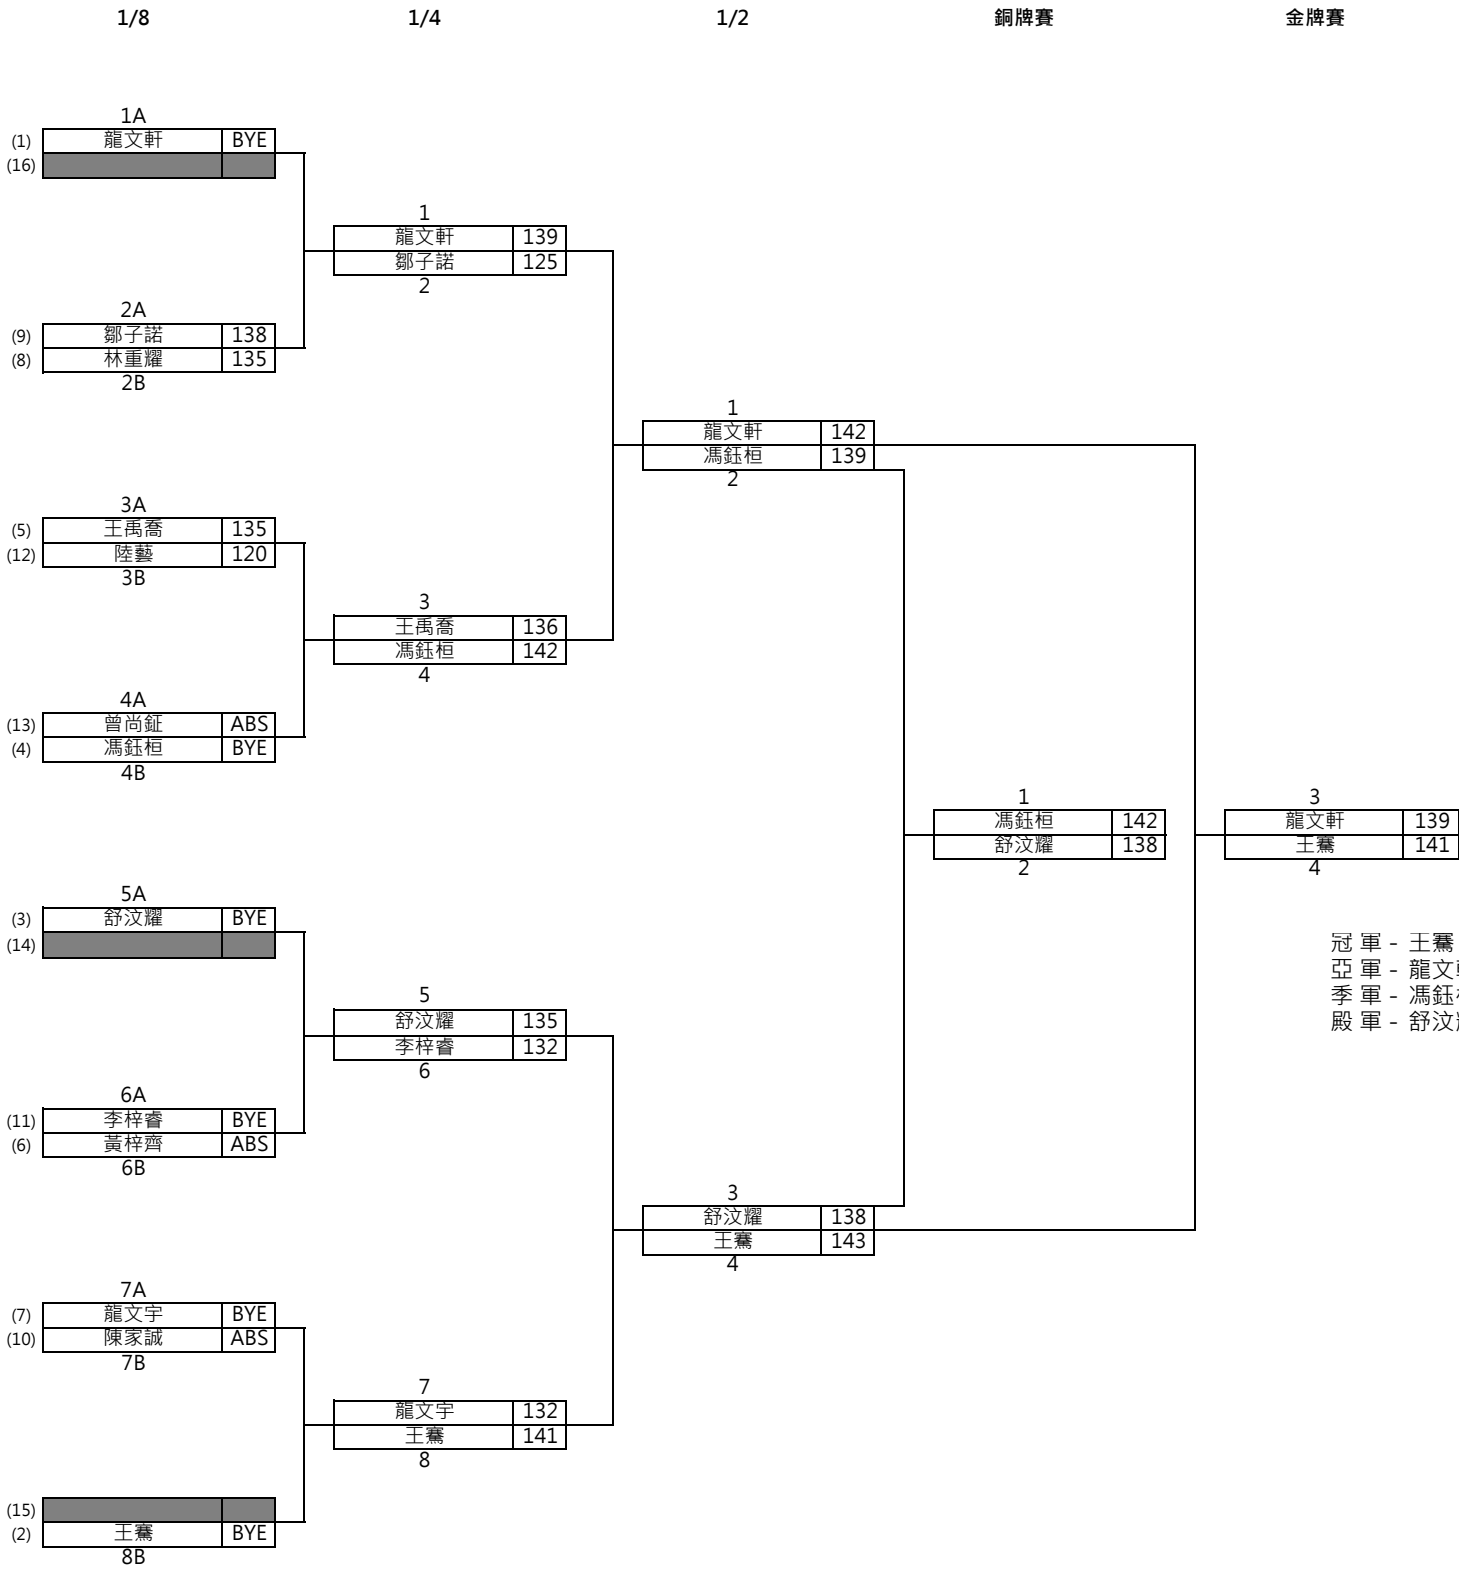 1/8 1/4 1/2 銅牌賽 金牌賽
1A
(1) 龍文軒 BYE
(16)
1
龍文軒 139
鄒子諾 125
2
2A
(9) 鄒子諾 138
(8) 林重耀 135
2B
1
龍文軒 142
馮鈺桓 139
2
3A
(5) 王禹喬 135
(12) 陸藝 120
3B
3
王禹喬 136
馮鈺桓 142
4
4A
(13) 曾尚鉦 ABS
(4) 馮鈺桓 BYE
4B
1
馮鈺桓 142
舒汶耀 138
2
3
龍文軒 139
王騫 141
4
5A
(3) 舒汶耀 BYE
(14)
冠 軍 - 王騫
亞 軍 - 龍文
季 軍 - 馮鈺
殿 軍 - 舒汶
5
舒汶耀 135
李梓睿 132
6
6A
(11) 李梓睿 BYE
(6) 黃梓齊 ABS
6B
3
舒汶耀 138
王騫 143
4
7A
(7) 龍文宇 BYE
(10) 陳家誠 ABS
7B
7
龍文宇 132
王騫 141
8
(15)
(2) 王騫 BYE
8B